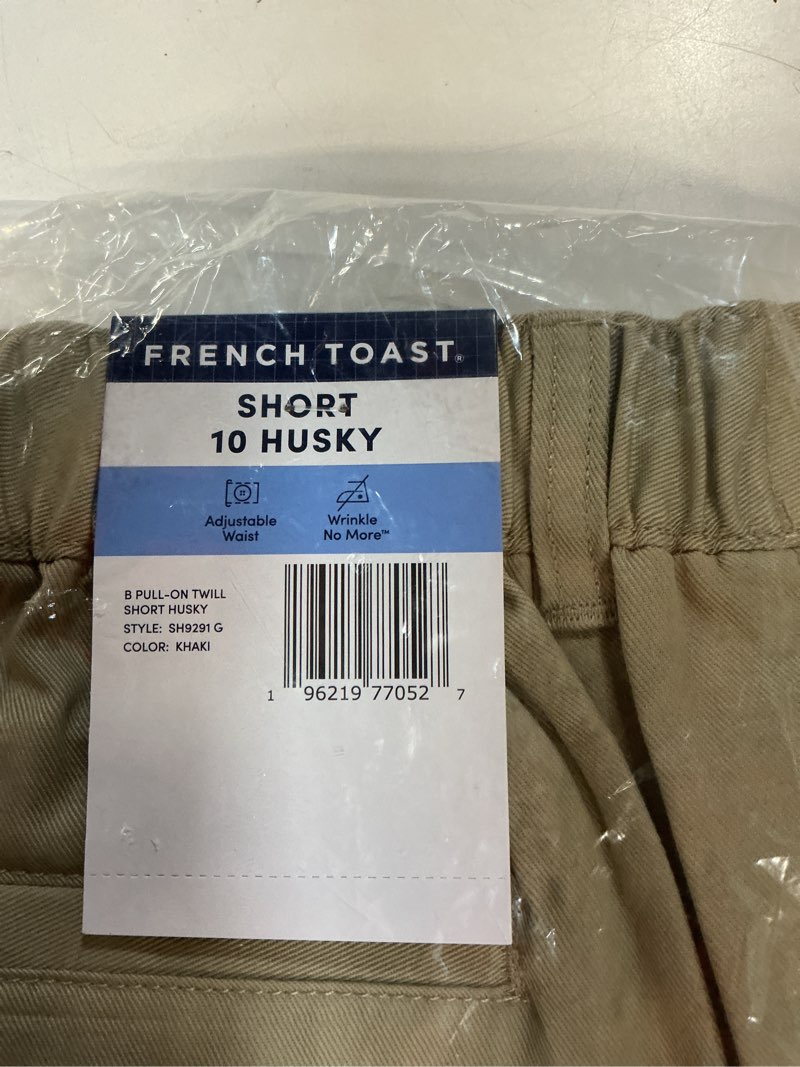 FRENCH TOAST®
SHORT
10 HUSKY
Adjustable
Waist
Wrinkle
No More™
B PULL-ON TWILL
SHORT HUSKY
STYLE: SH9291 G
COLOR: KHAKI
1 96219 77052 7